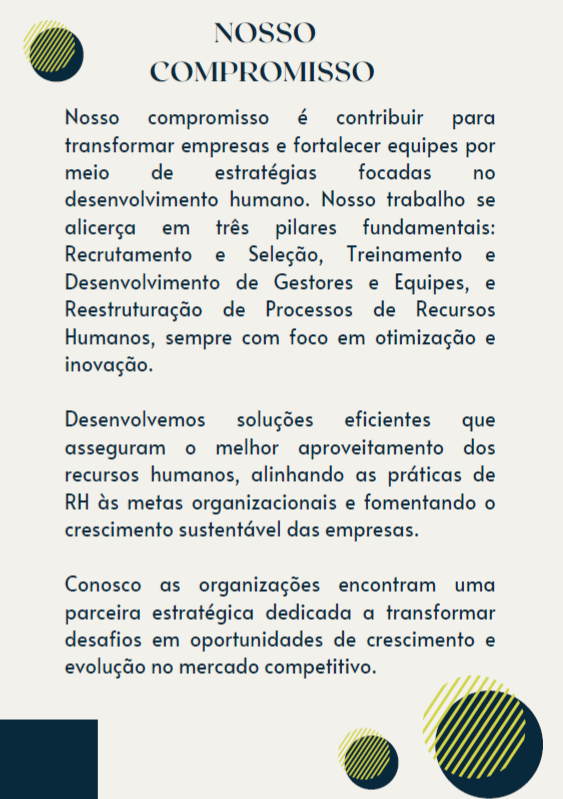 NOSSO
COMPROMISSO
Nosso compromisso é contribuir para
transformar empresas e fortalecer equipes por
meio de estratégias focadas no
desenvolvimento humano. Nosso trabalho se
alicerça em três pilares fundamentais:
Recrutamento e Seleção, Treinamento e
Desenvolvimento de Gestores e Equipes, e
Reestruturação de Processos de Recursos
Humanos, sempre com foco em otimização e
inovação.
Desenvolvemos soluções eficientes que
asseguram o melhor aproveitamento dos
recursos humanos, alinhando as práticas de
RH às metas organizacionais e fomentando o
crescimento sustentável das empresas.
Conosco as organizações encontram uma
parceira estratégica dedicada a transformar
desafios em oportunidades de crescimento e
evolução no mercado competitivo.